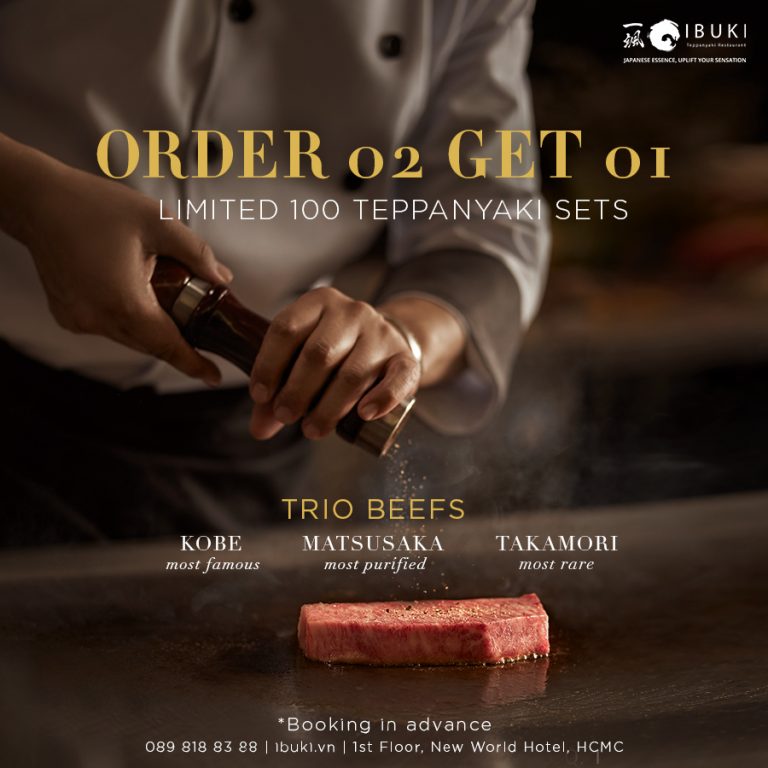 一颯 IBUKI
Teppanyaki Restaurant
JAPANESE ESSENCE, UPLIFT YOUR SENSATION
ORDER 02 GET 01
LIMITED 100 TEPPANYAKI SETS
TRIO BEEFS
KOBE MATSUSAKA TAKAMORI
most famous most purified most rare
*Booking in advance
089 818 83 88 | ibuki.vn | 1st Floor, New World Hotel, HCMC